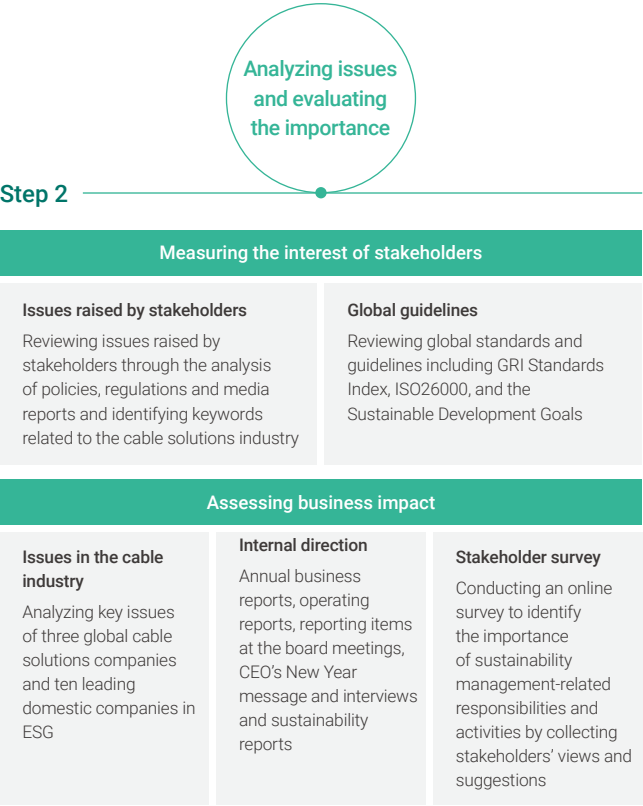 Analyzing issues
and evaluating
the importance
Step 2
Measuring the interest of stakeholders
Issues raised by stakeholders
Reviewing issues raised by
stakeholders through the analysis
of policies, regulations and media
reports and identifying keywords
related to the cable solutions industry
Global guidelines
Reviewing global standards and
guidelines including GRI Standards
Index, ISO26000, and the
Sustainable Development Goals
Assessing business impact
Issues in the cable
industry
Analyzing key issues
of three global cable
solutions companies
and ten leading
domestic companies in
ESG
Internal direction
Annual business
reports, operating
reports, reporting items
at the board meetings,
CEO’s New Year
message and interviews
and sustainability
reports
Stakeholder survey
Conducting an online
survey to identify
the importance
of sustainability
management-related
responsibilities and
activities by collecting
stakeholders’ views and
suggestions